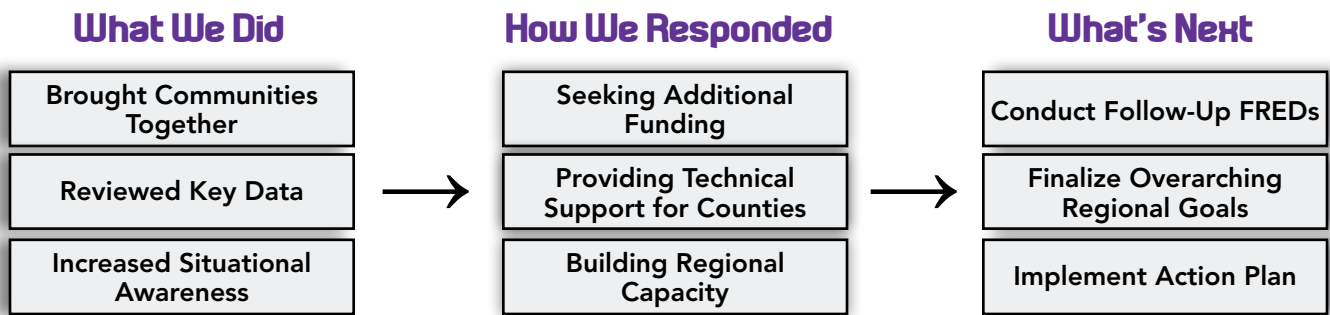 What We Did
Brought Communities
Together
Reviewed Key Data
Increased Situational
Awareness
How We Responded
Seeking Additional
Funding
Providing Technical
Support for Counties
Building Regional
Capacity
What's Next
Conduct Follow-Up FREDs
Finalize Overarching
Regional Goals
Implement Action Plan